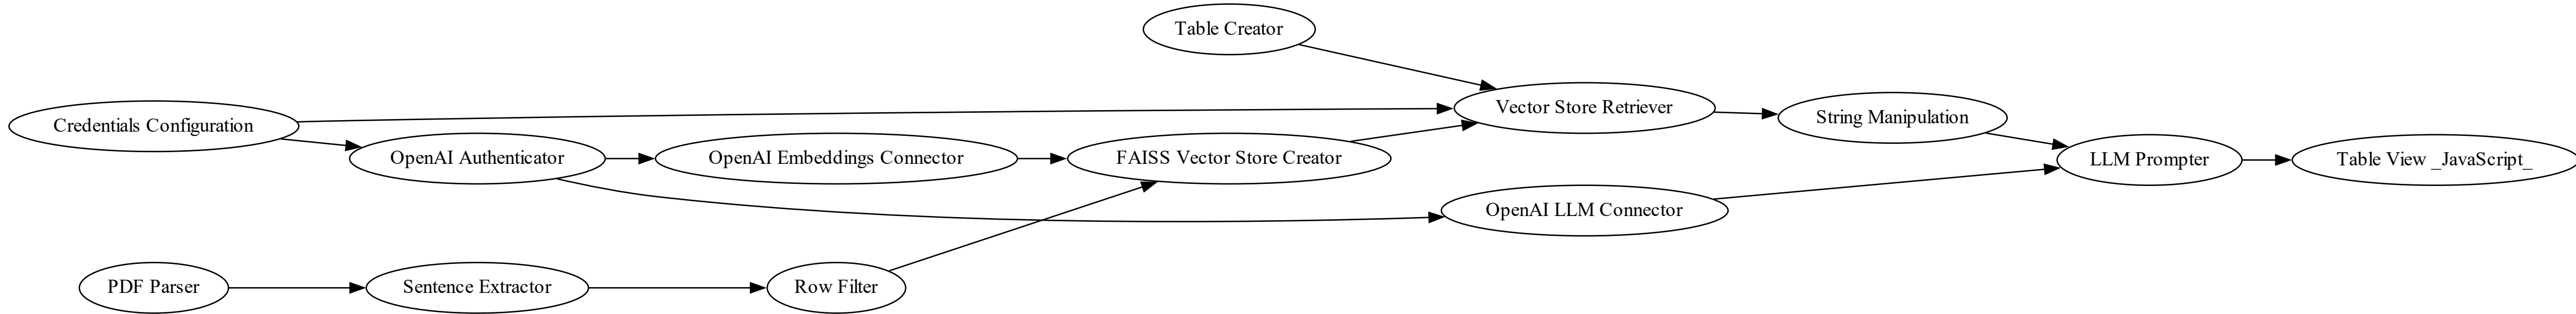 Table Creator
Credentials Configuration
Vector Store Retriever
String Manipulation
OpenAI Authenticator
OpenAI Embeddings Connector
FAISS Vector Store Creator
LLM Prompter
Table View _JavaScript_
OpenAI LLM Connector
PDF Parser
Sentence Extractor
Row Filter